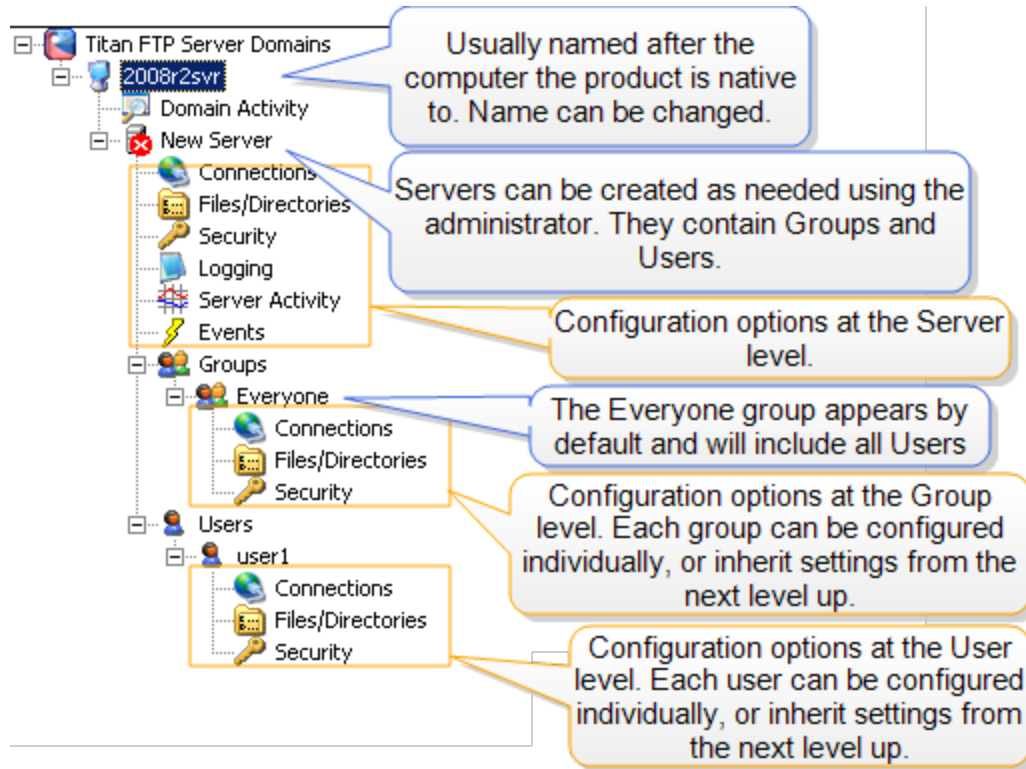 Titan FTP Server Domains
2008r2svr
Domain Activity
New Server
Connections
Files/Directories
Security
Logging
Server Activity
Events
Groups
Everyone
Connections
Files/Directories
Security
Users
user1
Connections
Files/Directories
Security
Usually named after the
computer the product is native
to. Name can be changed.
Servers can be created as needed using the
administrator. They contain Groups and
Users.
Configuration options at the Server
level.
The Everyone group appears by
default and will include all Users
Configuration options at the Group
level. Each group can be configured
individually, or inherit settings from the
next level up.
Configuration options at the User
level. Each user can be configured
individually, or inherit settings from
the next level up.